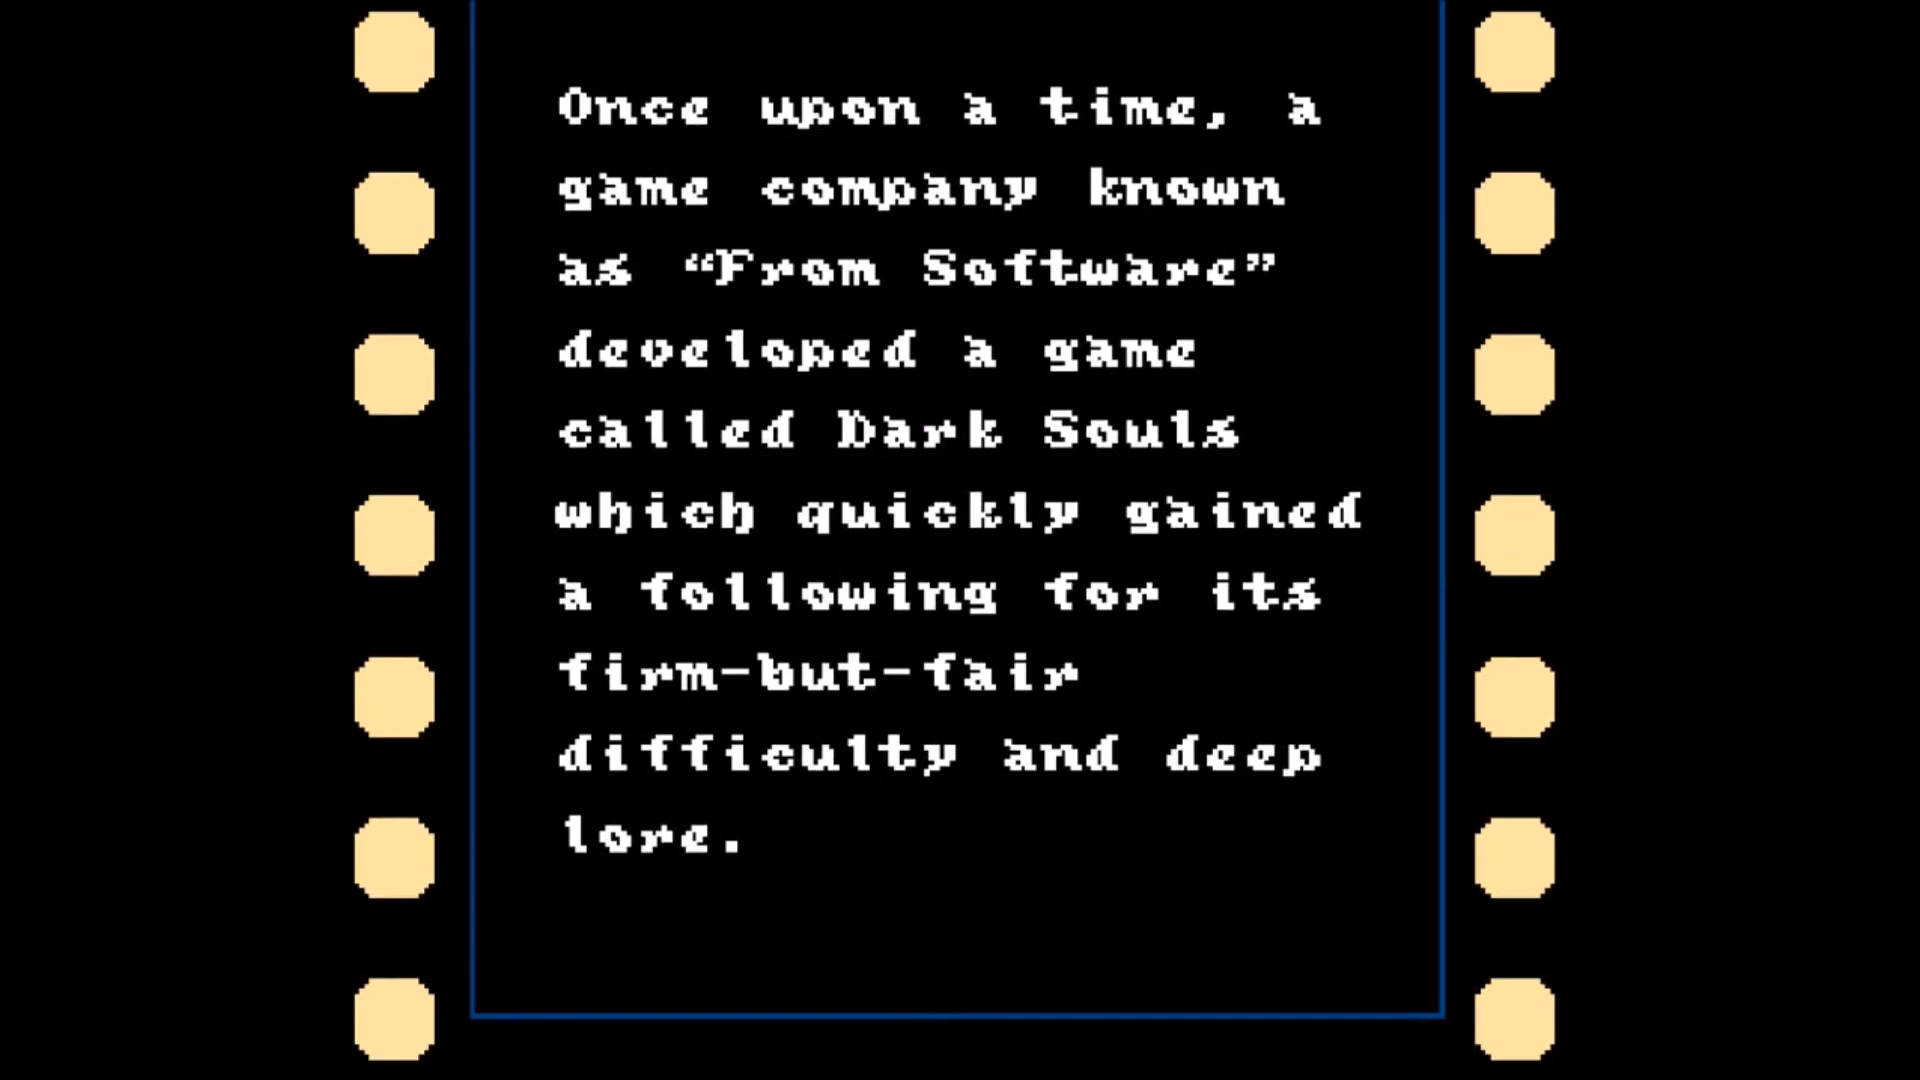 Once upon a time, a
game company known
as “From Software”
developed a game
called Dark Souls
which quickly gained
a following for its
firm-but-fair
difficulty and deep
lore.